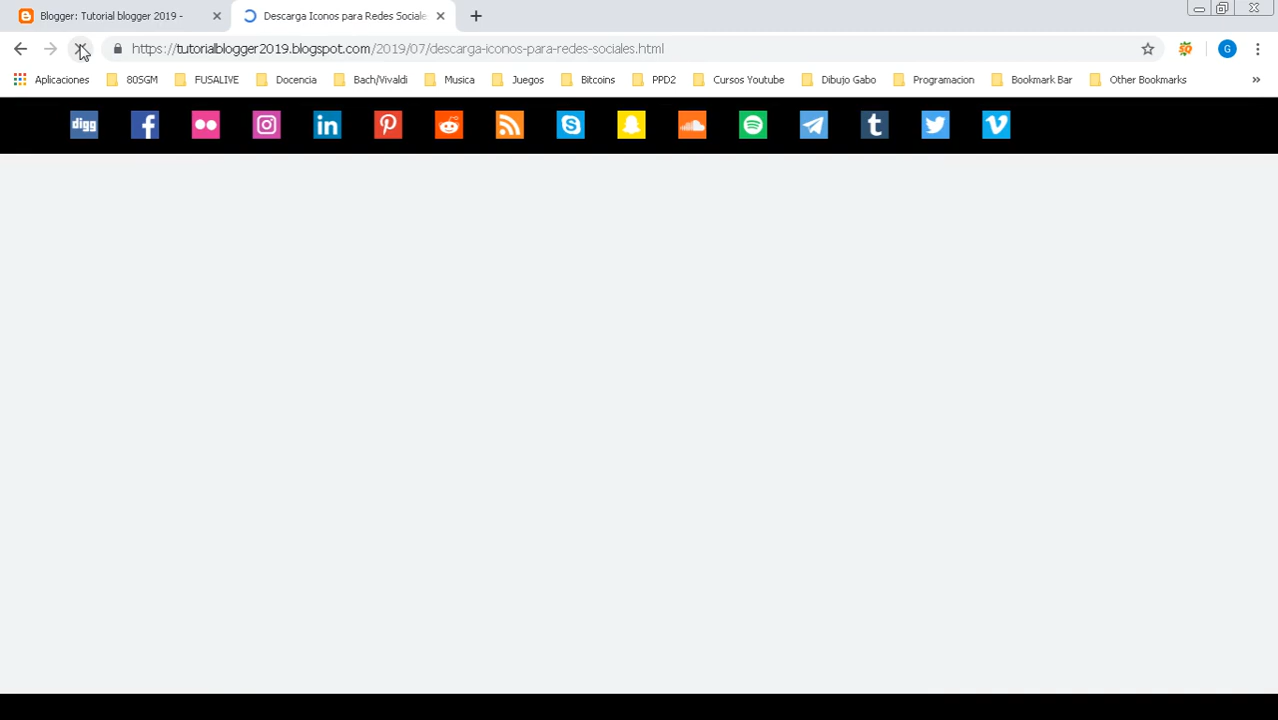 Blogger: Tutorial blogger 2019 -
Descarga Iconos para Redes Sociale
https://tutorialblogger2019.blogspot.com/2019/07/descarga-iconos-para-redes-sociales.html
G
Aplicaciones 80SGM FUSALIVE Docencia Bach/Vivaldi Musica Juegos Bitcoins PPD2 Cursos Youtube Dibujo Gabo Programacion Bookmark Bar Other Bookmarks »
digg